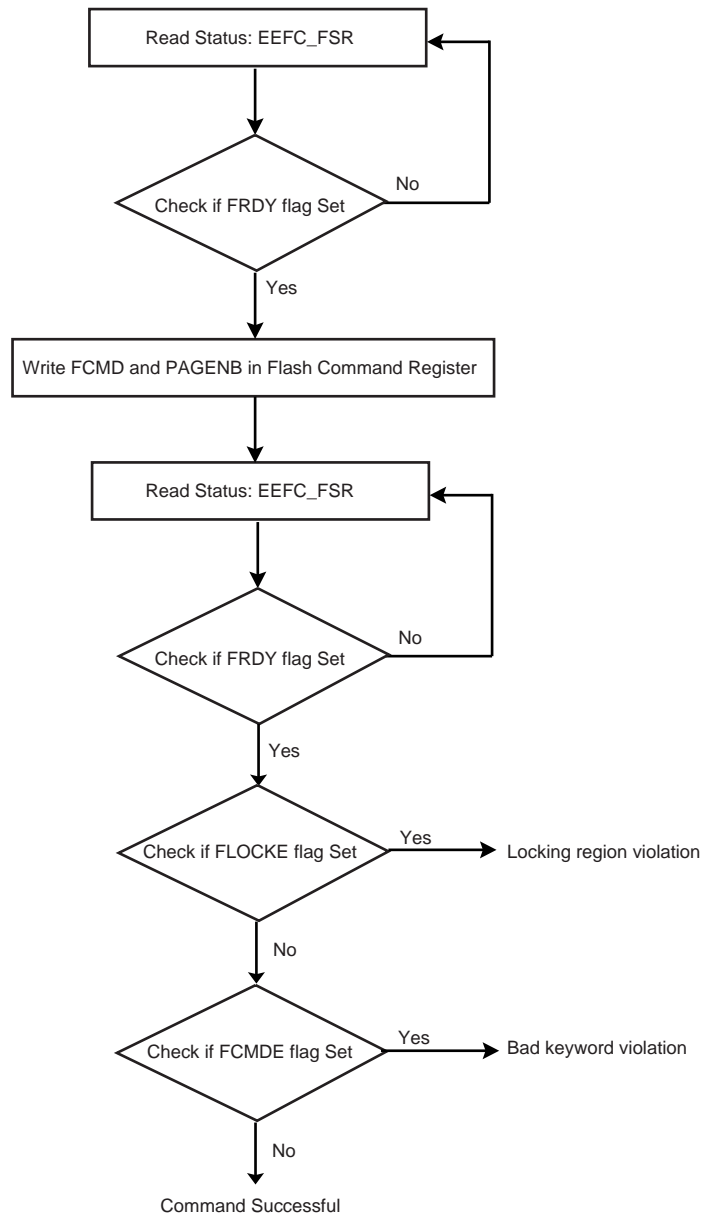 Read Status: EEFC_FSR
No
Check if FRDY flag Set
Yes
Write FCMD and PAGENB in Flash Command Register
Read Status: EEFC_FSR
No
Check if FRDY flag Set
Yes
Check if FLOCKE flag Set
Yes
Locking region violation
No
Check if FCMDE flag Set
Yes
Bad keyword violation
No
Command Successful